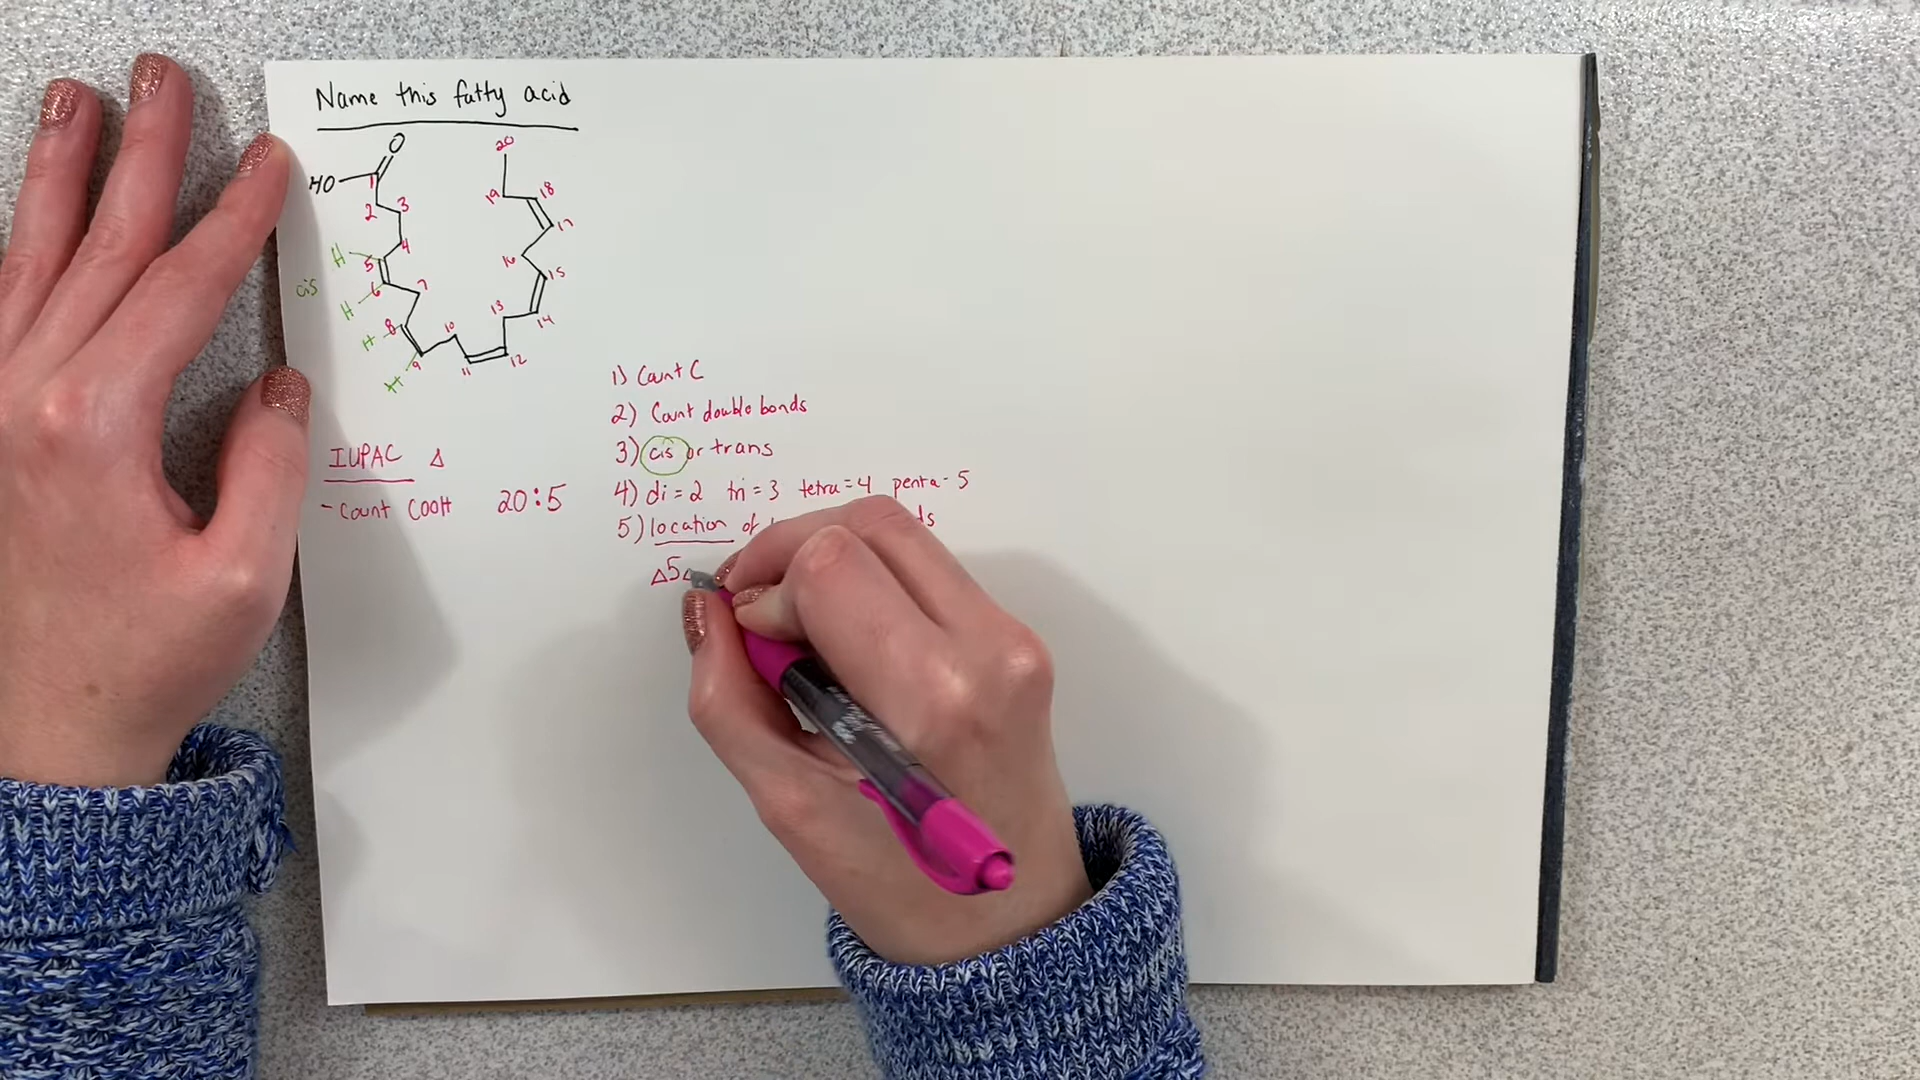 Name this fatty acid
O
HO
1
2 3
4
5
6
7
8
9
10
11
12
13
14
15
16
17
18
19
20
H
cis
H
H
H
1) Count C
2) Count double bonds
3) cis or trans
4) di = 2 tri = 3 tetra = 4 penta - 5
5) location of
Δ5Δ
IUPAC Δ
- Count COOH 20:5